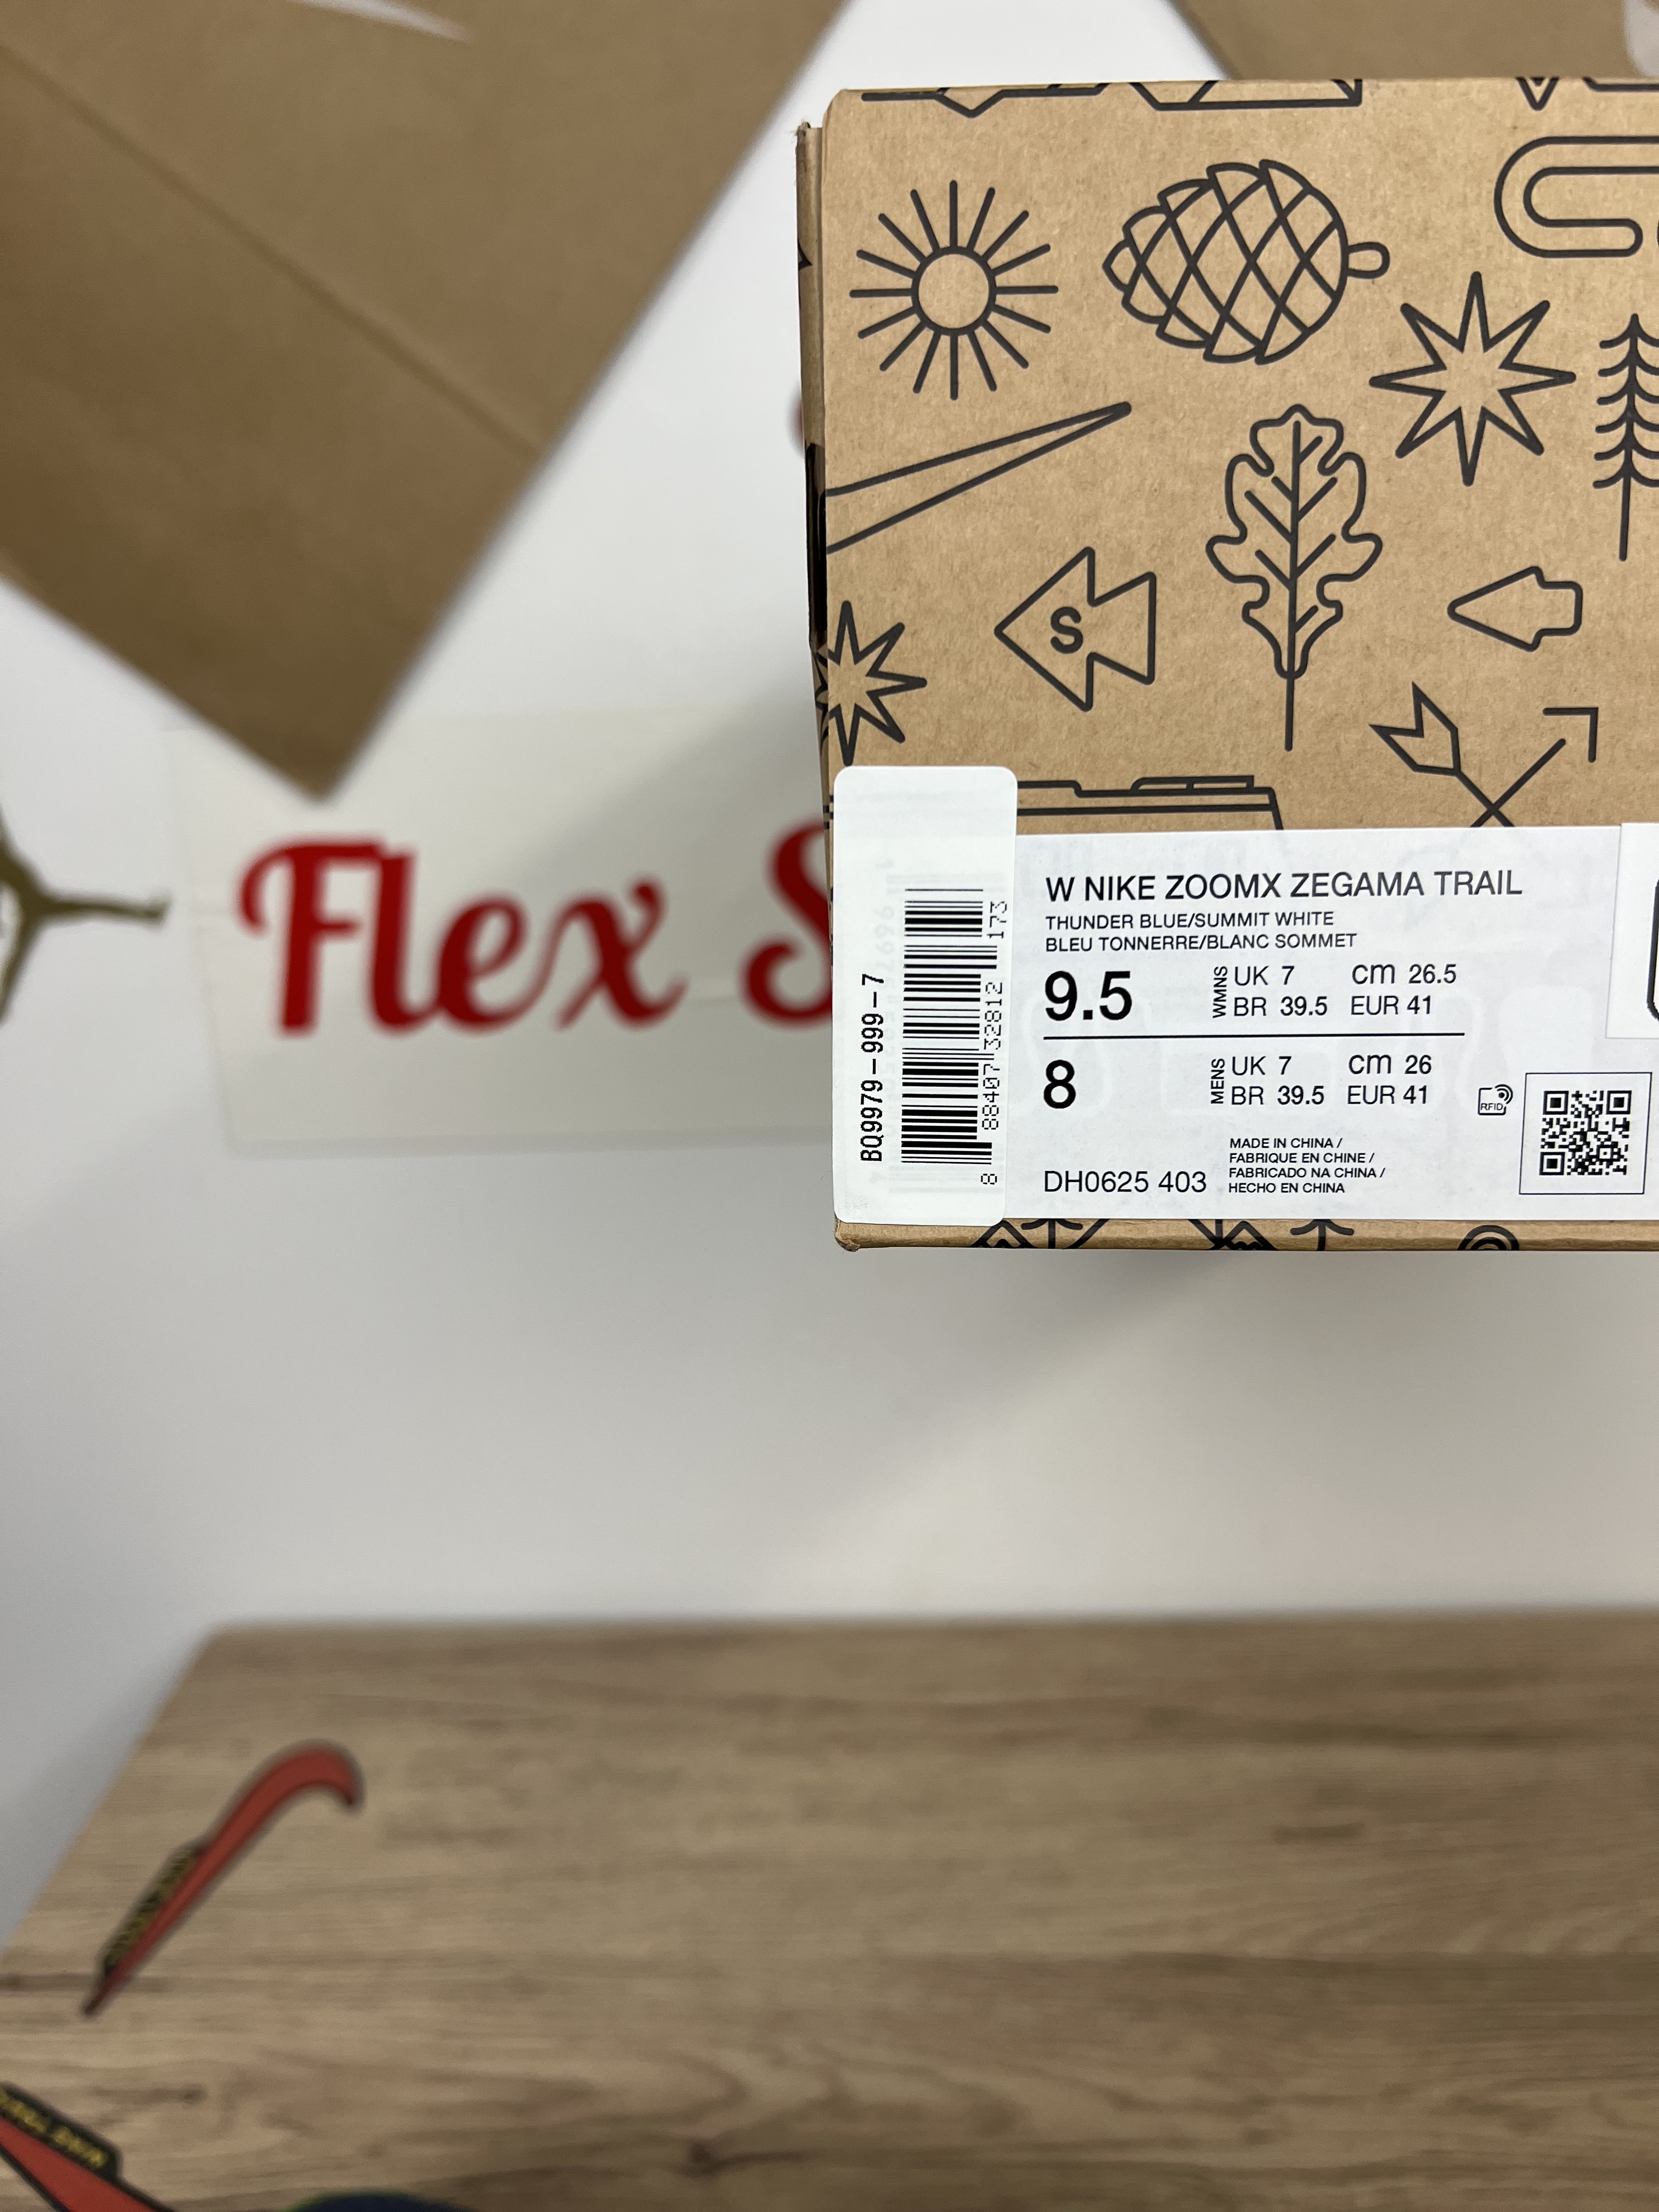 S
Flex S
W NIKE ZOOMX ZEGAMA TRAIL
THUNDER BLUE/SUMMIT WHITE
BLEU TONNERRE/BLANC SOMMET
9.5 WMNS UK 7 cm 26.5
BR 39.5 EUR 41
8 MENS UK 7 cm 26
BR 39.5 EUR 41
RFID
MADE IN CHINA /
FABRIQUE EN CHINE /
FABRICADO NA CHINA /
HECHO EN CHINA
DH0625 403
BQ9979-999-7
8 88407 32812 173